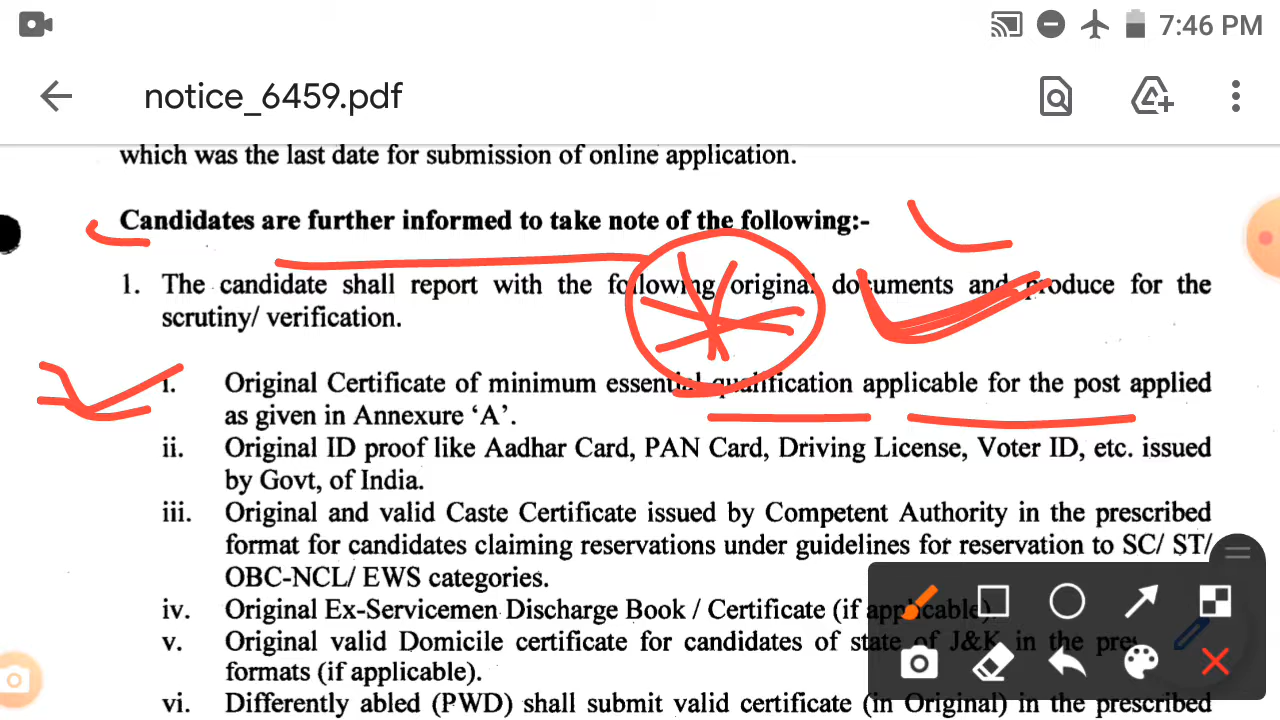 7:46 PM
notice_6459.pdf
which was the last date for submission of online application.
Candidates are further informed to take note of the following:-
1. The candidate shall report with the following original documents and produce for the
scrutiny/ verification.
i. Original Certificate of minimum essential qualification applicable for the post applied
as given in Annexure ‘A’.
ii. Original ID proof like Aadhar Card, PAN Card, Driving License, Voter ID, etc. issued
by Govt, of India.
iii. Original and valid Caste Certificate issued by Competent Authority in the prescribed
format for candidates claiming reservations under guidelines for reservation to SC/ ST/
OBC-NCL/ EWS categories.
iv. Original Ex-Servicemen Discharge Book / Certificate (if applicable).
v. Original valid Domicile certificate for candidates of state of J&K in the
formats (if applicable).
vi. Differently abled (PWD) shall submit valid certificate (in Original) in the prescribed